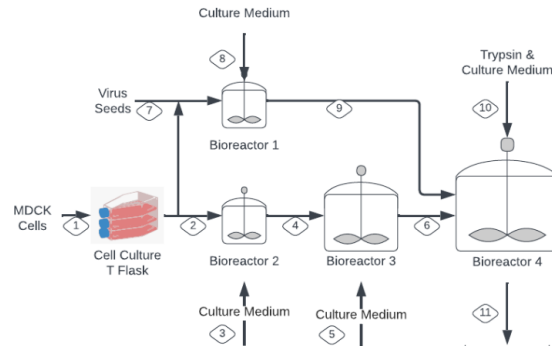 Culture Medium
8
Trypsin &
Culture Medium
Virus
Seeds
7
9
10
Bioreactor 1
MDCK
Cells
1
2
4
6
Cell Culture
T Flask
Bioreactor 2
Bioreactor 3
Bioreactor 4
Culture Medium
Culture Medium
3
5
11